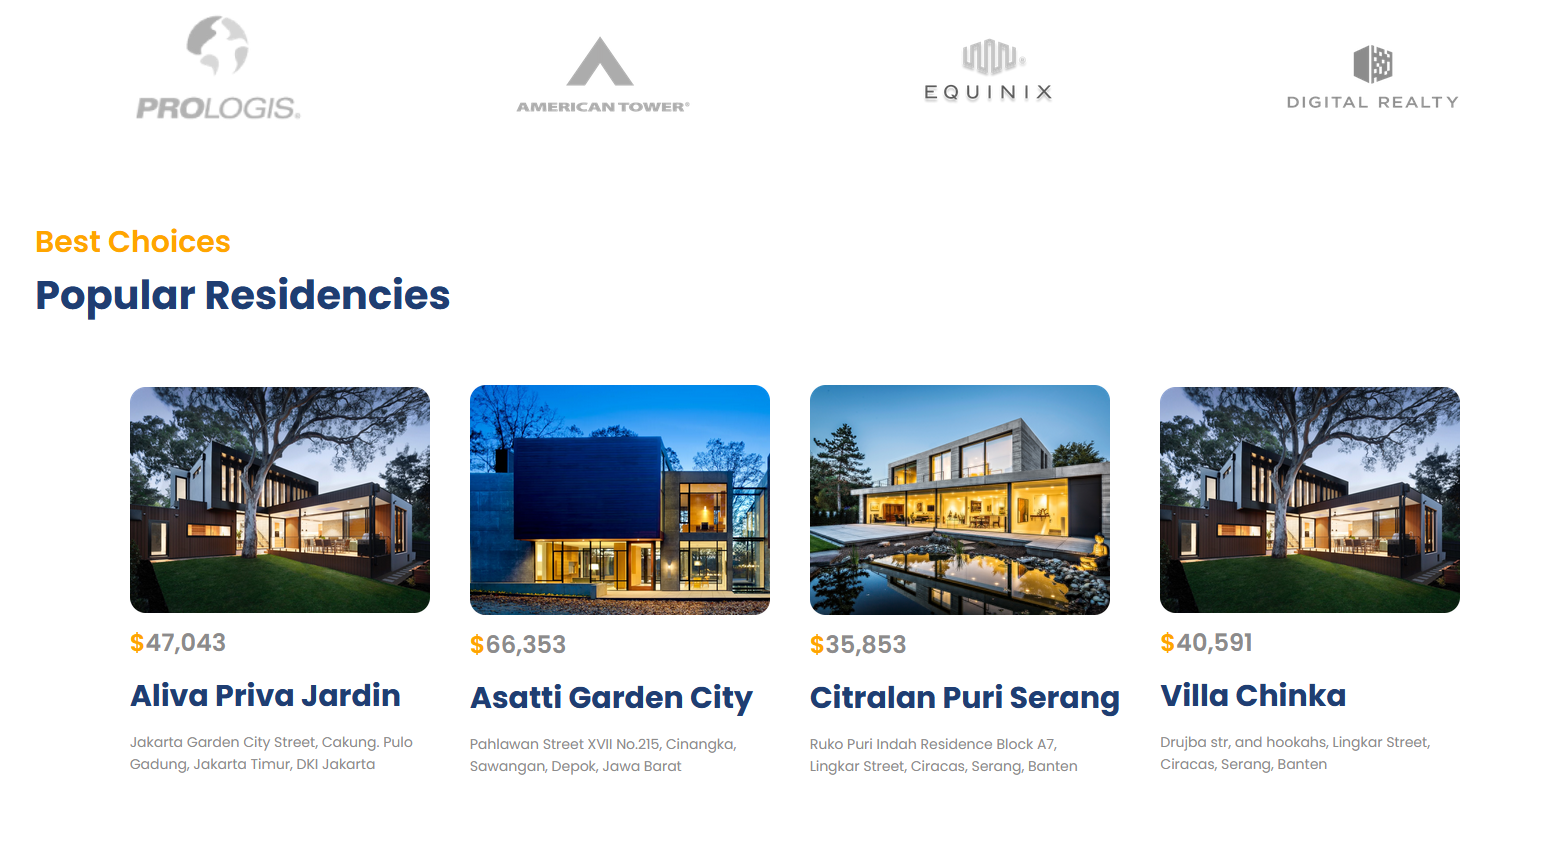 PROLOGIS.
AMERICAN TOWER®
EQUINIX
DIGITAL REALTY
Best Choices
Popular Residencies
$47,043
Aliva Priva Jardin
Jakarta Garden City Street, Cakung. Pulo
Gadung, Jakarta Timur, DKI Jakarta
$66,353
Asatti Garden City
Pahlawan Street XVII No.215, Cinangka,
Sawangan, Depok, Jawa Barat
$35,853
Citralan Puri Serang
Ruko Puri Indah Residence Block A7,
Lingkar Street, Ciracas, Serang, Banten
$40,591
Villa Chinka
Drujba str, and hookahs, Lingkar Street,
Ciracas, Serang, Banten